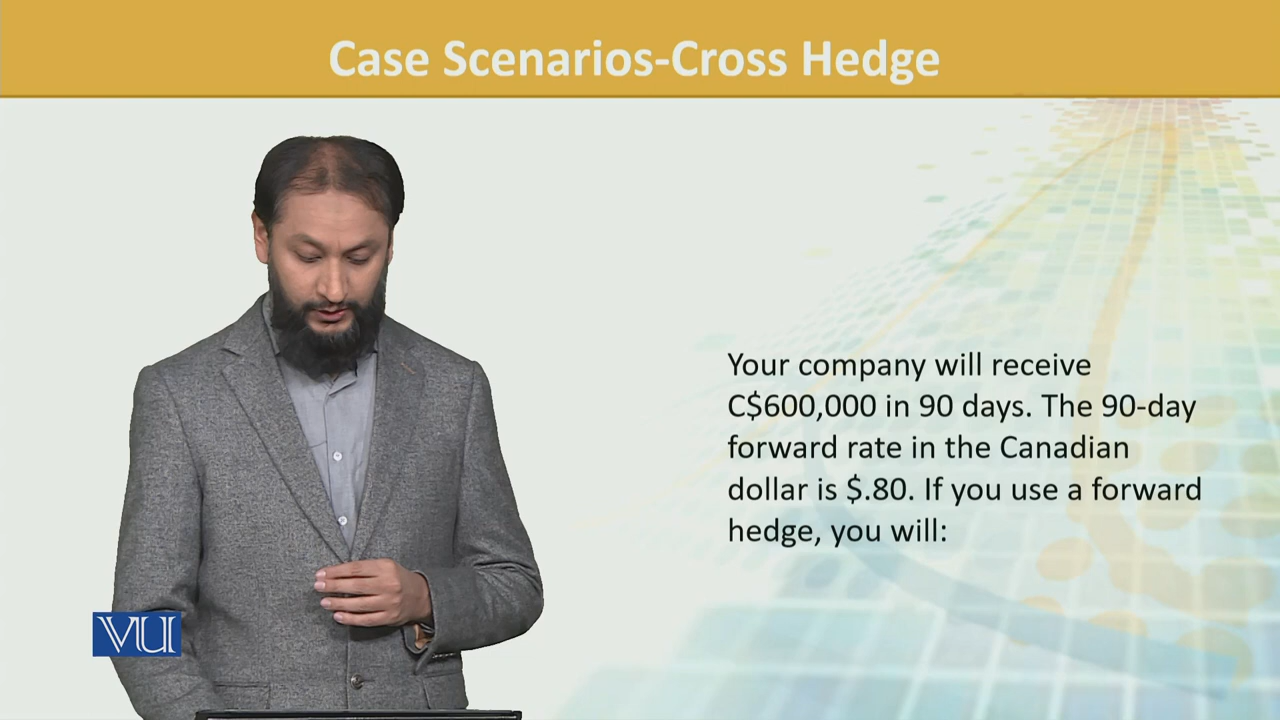 Case Scenarios-Cross Hedge
Your company will receive
C$600,000 in 90 days. The 90-day
forward rate in the Canadian
dollar is $.80. If you use a forward
hedge, you will:
VU